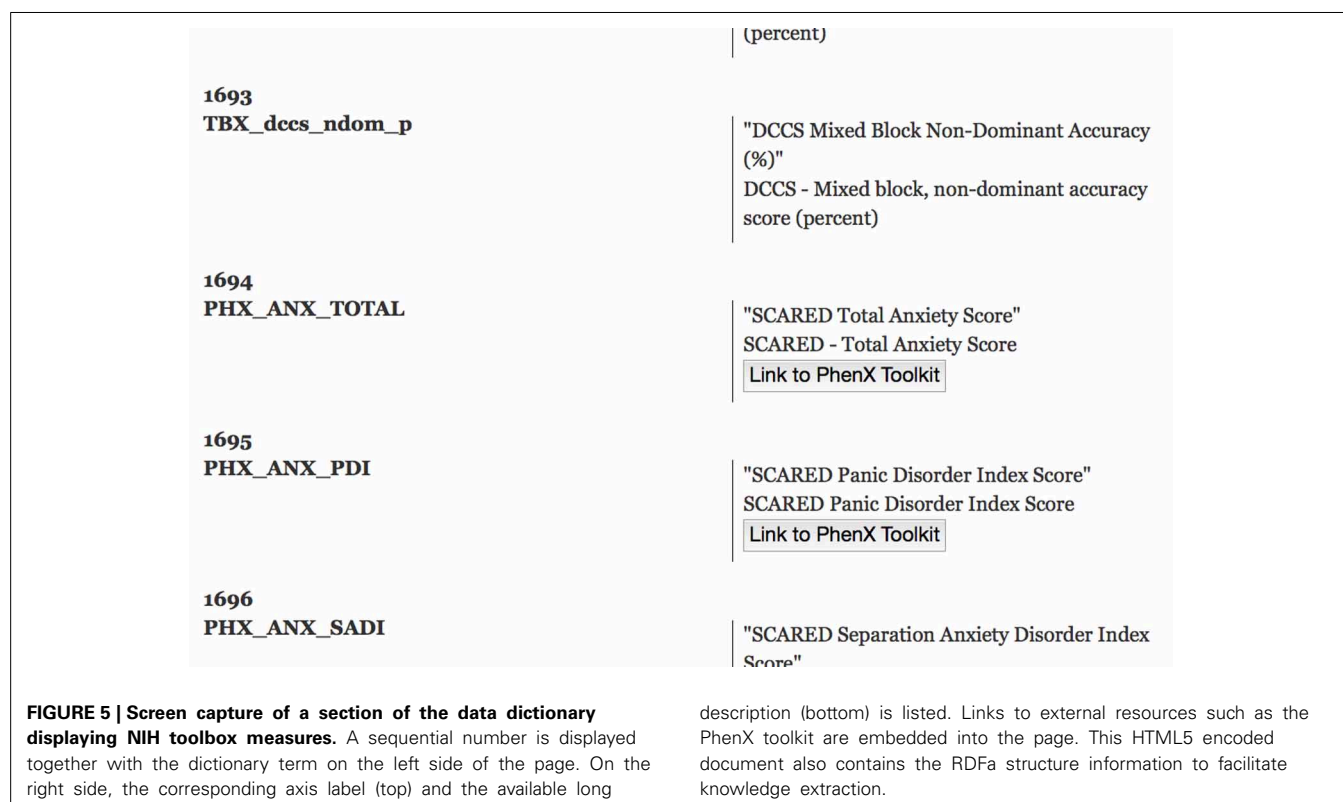 (percent)
1693
TBX_dccs_ndom_p
"DCCS Mixed Block Non-Dominant Accuracy
(%)"
DCCS - Mixed block, non-dominant accuracy
score (percent)
1694
PHX_ANX_TOTAL
"SCARED Total Anxiety Score"
SCARED - Total Anxiety Score
Link to PhenX Toolkit
1695
PHX_ANX_PDI
"SCARED Panic Disorder Index Score"
SCARED Panic Disorder Index Score
Link to PhenX Toolkit
1696
PHX_ANX_SADI
"SCARED Separation Anxiety Disorder Index
Score"
FIGURE 5 | Screen capture of a section of the data dictionary
displaying NIH toolbox measures. A sequential number is displayed
together with the dictionary term on the left side of the page. On the
right side, the corresponding axis label (top) and the available long
description (bottom) is listed. Links to external resources such as the
PhenX toolkit are embedded into the page. This HTML5 encoded
document also contains the RDFa structure information to facilitate
knowledge extraction.